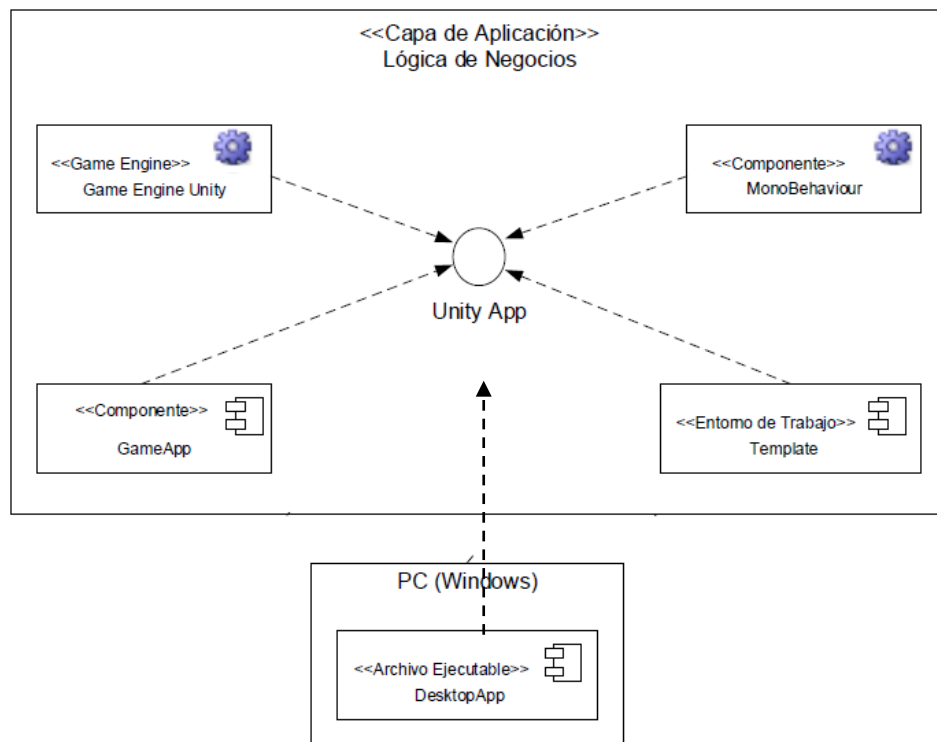 <<Capa de Aplicación>>
Lógica de Negocios
<<Game Engine>>
Game Engine Unity
<<Componente>>
MonoBehaviour
Unity App
<<Componente>>
GameApp
<<Entorno de Trabajo>>
Template
PC (Windows)
<<Archivo Ejecutable>>
DesktopApp